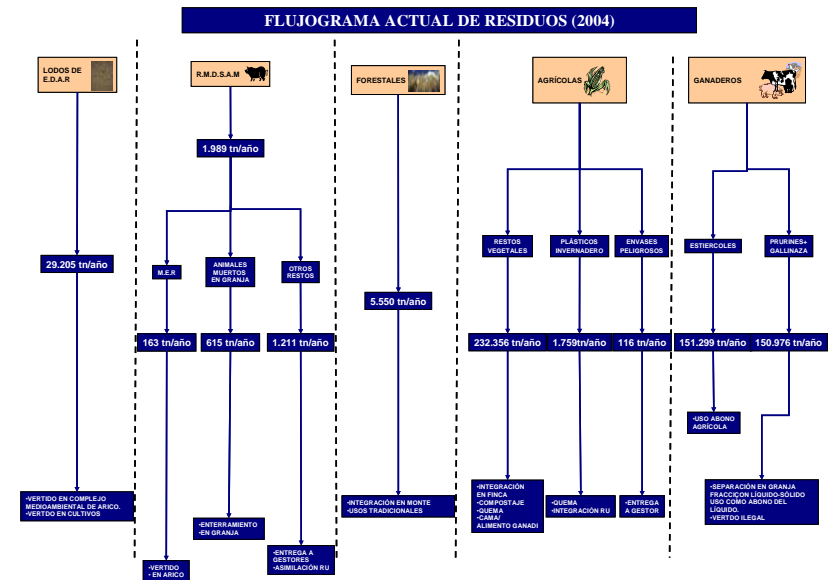 FLUJOGRAMA ACTUAL DE RESIDUOS (2004)
LODOS DE
E.D.A.R
29.205 tn/año
•VERTIDO EN COMPLEJO
MEDIOAMBIENTAL DE ARICO.
•VERTDO EN CULTIVOS
R.M.D.S.A.M
1.989 tn/año
M.E.R
ANIMALES
MUERTOS
EN GRANJA
OTROS
RESTOS
163 tn/año
615 tn/año
1.211 tn/año
•VERTIDO
• EN ARICO
•ENTERRAMIENTO
•EN GRANJA
•ENTREGA A
GESTORES
•ASIMILACIÓN RU
FORESTALES
5.550 tn/año
•INTEGRACIÓN EN MONTE
•USOS TRADICIONALES
AGRÍCOLAS
RESTOS
VEGETALES
PLÁSTICOS
INVERNADERO
ENVASES
PELIGROSOS
232.356 tn/año
1.759tn/año
116 tn/año
•INTEGRACIÓN
EN FINCA
•COMPOSTAJE
•QUEMA
•CAMA/
ALIMENTO GANADI
•QUEMA
•INTEGRACIÓN RU
•ENTREGA
A GESTOR
GANADEROS
ESTIERCOLES
PRURINES+
GALLINAZA
151.299 tn/año
150.976 tn/año
•USO ABONO
AGRÍCOLA
•SEPARACIÓN EN GRANJA
FRACCIÇON LÍQUIDO-SÓLIDO
USO COMO ABONO DEL
LÍQUIDO.
•VERTDO ILEGAL